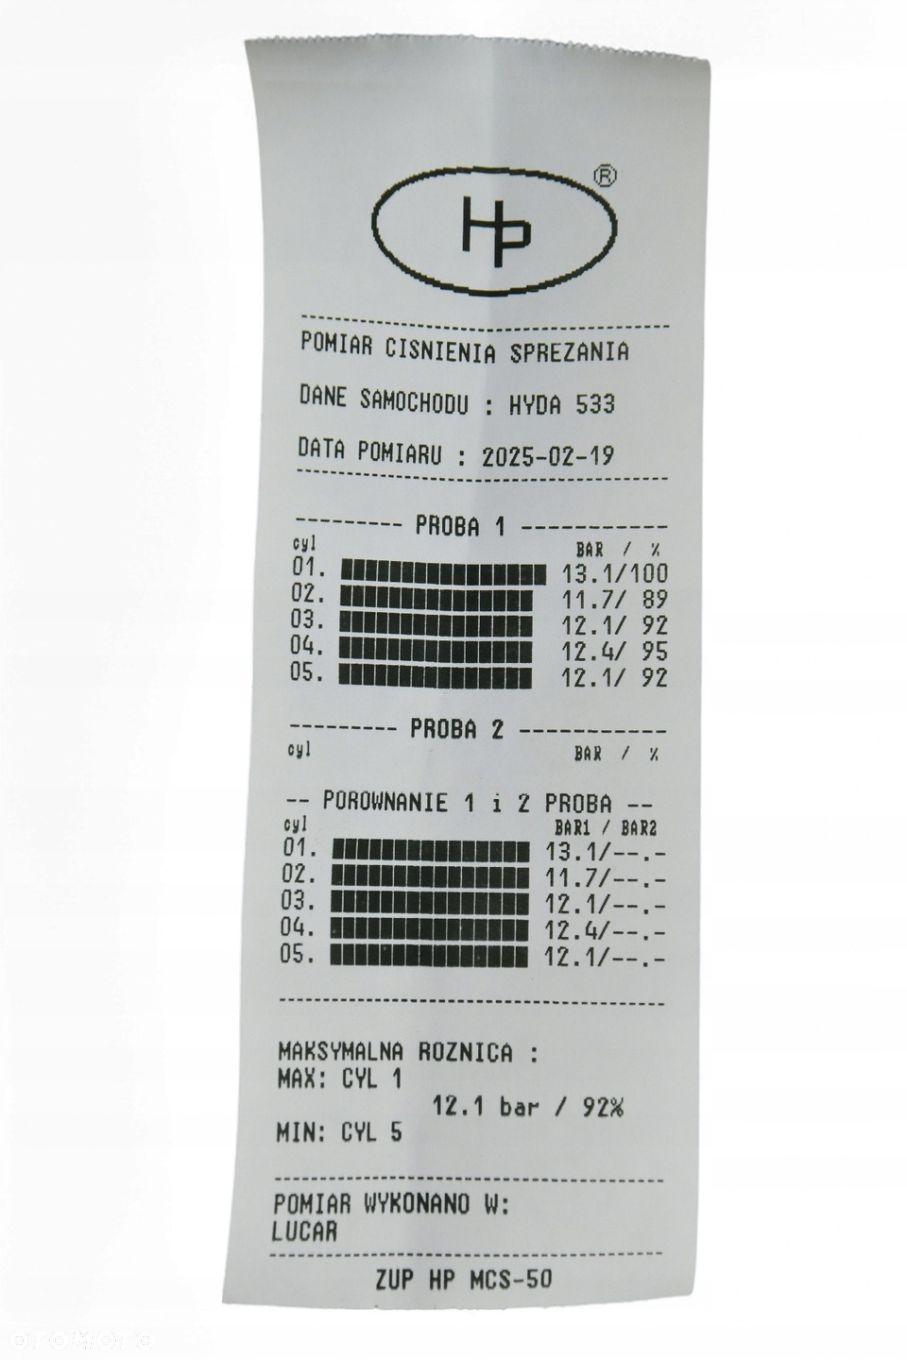 HP ®
POMIAR CISNIENIA SPREZANIA
DANE SAMOCHODU : HYDA 533
DATA POMIARU : 2025-02-19
--------- PROBA 1 ------------
cyl BAR / %
01. 13.1/100
02. 11.7/ 89
03. 12.1/ 92
04. 12.4/ 95
05. 12.1/ 92
--------- PROBA 2 ------------
cyl BAR / %
-- POROWNANIE 1 i 2 PROBA --
cyl BAR1 / BAR2
01. 13.1/--.-
02. 11.7/--.-
03. 12.1/--.-
04. 12.4/--.-
05. 12.1/--.-
MAKSYMALNA ROZNICA :
MAX: CYL 1
12.1 bar / 92%
MIN: CYL 5
POMIAR WYKONANO W:
LUCAR
ZUP HP MCS-50
OTOMOTO